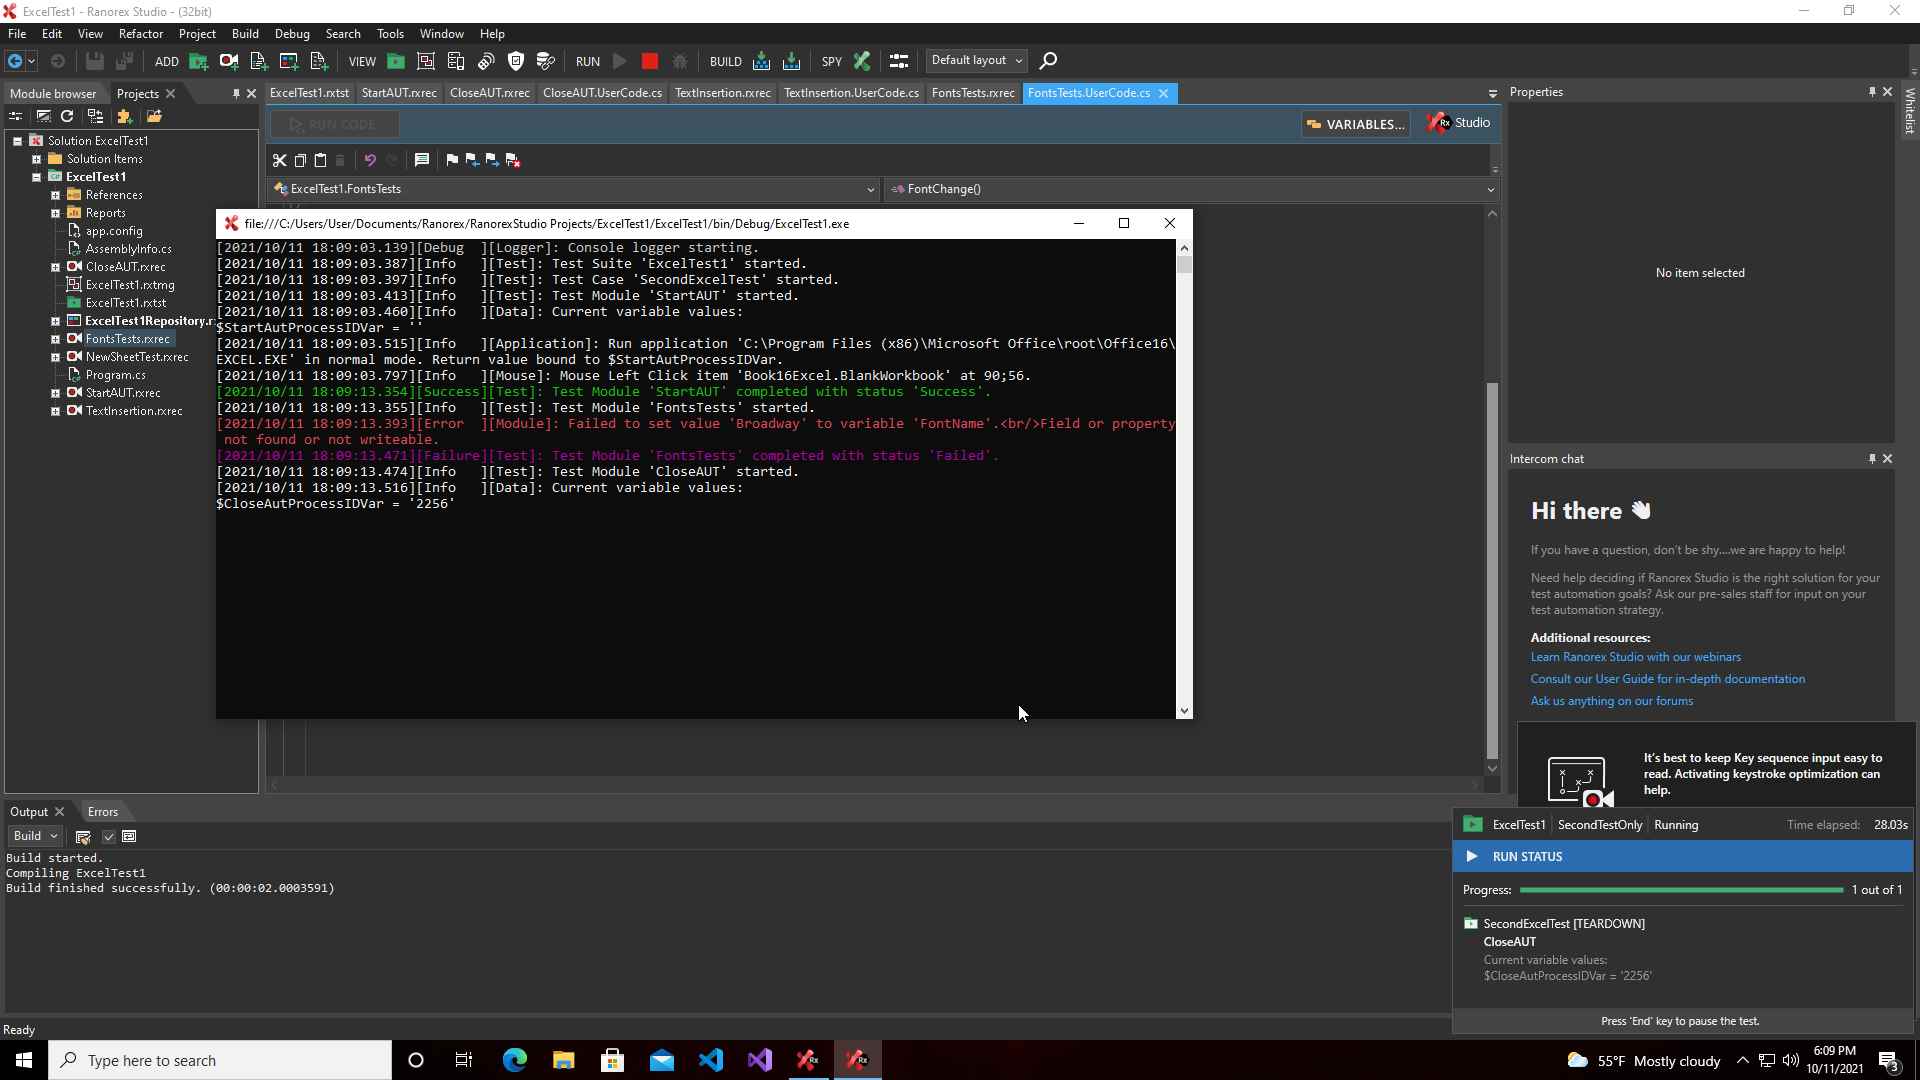 ExcelTest1 - Ranorex Studio - (32bit)
File Edit View Refactor Project Build Debug Search Tools Window Help
ADD VIEW RUN BUILD SPY Default layout
Module browser Projects
ExcelTest1.rxtst StartAUT.rxrec CloseAUT.rxrec CloseAUT.UserCode.cs TextInsertion.rxrec TextInsertion.UserCode.cs FontsTests.rxrec FontsTests.UserCode.cs
RUN CODE
VARIABLES... Rx Studio
ExcelTest1.FontsTests
FontChange()
Solution ExcelTest1
Solution Items
ExcelTest1
References
Reports
app.config
AssemblyInfo.cs
CloseAUT.rxrec
ExcelTest1.rxtmg
ExcelTest1.rxtst
ExcelTest1Repository.r
FontsTests.rxrec
NewSheetTest.rxrec
Program.cs
StartAUT.rxrec
TextInsertion.rxrec
file:///C:/Users/User/Documents/Ranorex/RanorexStudio Projects/ExcelTest1/ExcelTest1/bin/Debug/ExcelTest1.exe
[2021/10/11 18:09:03.139][Debug  ][Logger]: Console logger starting.
[2021/10/11 18:09:03.387][Info   ][Test]: Test Suite 'ExcelTest1' started.
[2021/10/11 18:09:03.397][Info   ][Test]: Test Case 'SecondExcelTest' started.
[2021/10/11 18:09:03.413][Info   ][Test]: Test Module 'StartAUT' started.
[2021/10/11 18:09:03.460][Info   ][Data]: Current variable values:
$StartAutProcessIDVar = ''
[2021/10/11 18:09:03.515][Info   ][Application]: Run application 'C:\Program Files (x86)\Microsoft Office\root\Office16\
EXCEL.EXE' in normal mode. Return value bound to $StartAutProcessIDVar.
[2021/10/11 18:09:03.797][Info   ][Mouse]: Mouse Left Click item 'Book16Excel.BlankWorkbook' at 90;56.
[2021/10/11 18:09:13.354][Success][Test]: Test Module 'StartAUT' completed with status 'Success'.
[2021/10/11 18:09:13.355][Info   ][Test]: Test Module 'FontsTests' started.
[2021/10/11 18:09:13.393][Error  ][Module]: Failed to set value 'Broadway' to variable 'FontName'.<br/>Field or property
not found or not writeable.
[2021/10/11 18:09:13.471][Failure][Test]: Test Module 'FontsTests' completed with status 'Failed'.
[2021/10/11 18:09:13.474][Info   ][Test]: Test Module 'CloseAUT' started.
[2021/10/11 18:09:13.516][Info   ][Data]: Current variable values:
$CloseAutProcessIDVar = '2256'
Properties
Whitelist
No item selected
Intercom chat
Hi there 👋
If you have a question, don't be shy....we are happy to help!
Need help deciding if Ranorex Studio is the right solution for your
test automation goals? Ask our pre-sales staff for input on your
test automation strategy.
Additional resources:
Learn Ranorex Studio with our webinars
Consult our User Guide for in-depth documentation
Ask us anything on our forums
It's best to keep Key sequence input easy to
read. Activating keystroke optimization can
help.
ExcelTest1 SecondTestOnly Running Time elapsed: 28.03s
RUN STATUS
Progress: 1 out of 1
SecondExcelTest [TEARDOWN]
CloseAUT
Current variable values:
$CloseAutProcessIDVar = '2256'
Press 'End' key to pause the test.
Output Errors
Build
Build started.
Compiling ExcelTest1
Build finished successfully. (00:00:02.0003591)
Ready
Type here to search
Rx
Rx
55°F Mostly cloudy
6:09 PM
10/11/2021
3